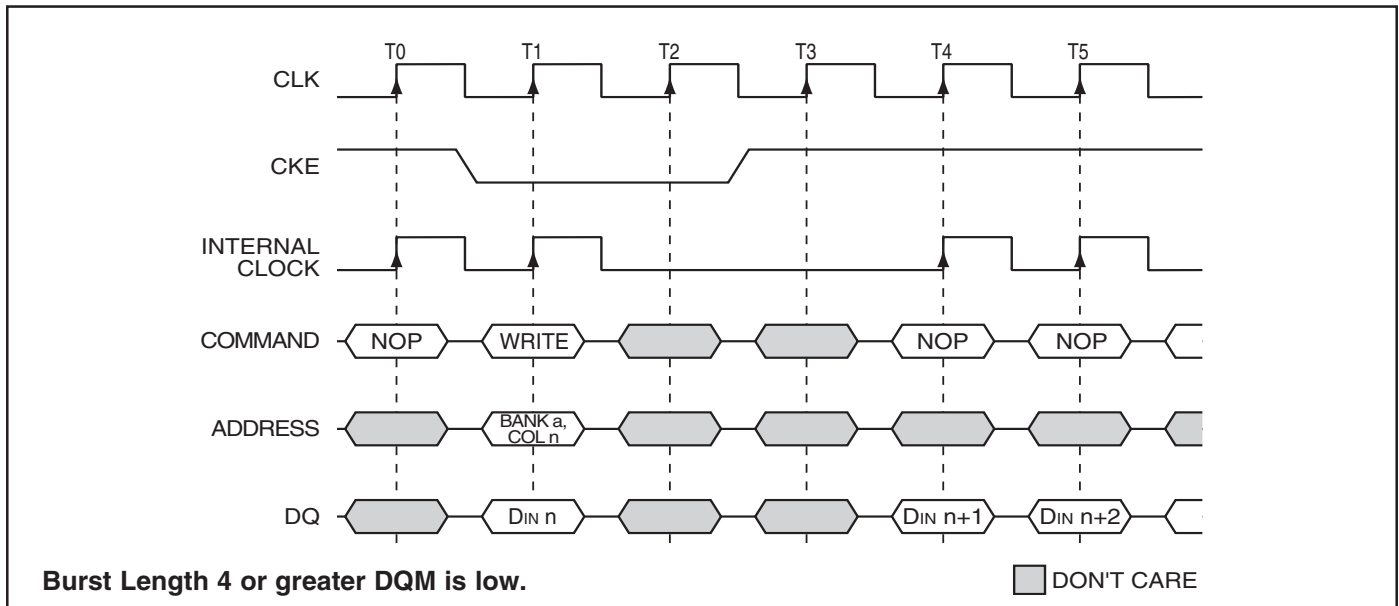 T0 T1 T2 T3 T4 T5
CLK
CKE
INTERNAL
CLOCK
COMMAND NOP WRITE NOP NOP
ADDRESS BANK a,
COL n
DQ DIN n DIN n+1 DIN n+2
Burst Length 4 or greater DQM is low. DON'T CARE